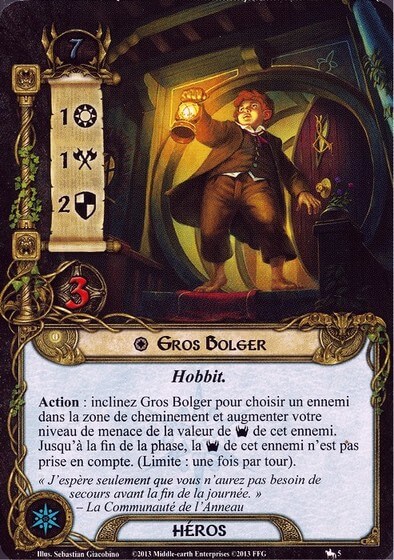 7
1
1
2
3
Gros Bolger
Hobbit.
Action : inclinez Gros Bolger pour choisir un ennemi
dans la zone de cheminement et augmenter votre
niveau de menace de la valeur de de cet ennemi.
Jusqu'à la fin de la phase, la de cet ennemi n'est pas
prise en compte. (Limite : une fois par tour).
« J'espère seulement que vous n'aurez pas besoin de
secours avant la fin de la journée. »
– La Communauté de l'Anneau
HÉROS
Illus. Sebastian Giacobino ©2013 Middle-earth Enterprises ©2013 FFG 5